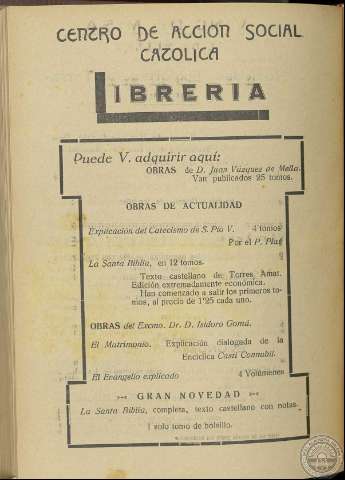 CENTRO DE ACCION SOCIAL
CATOLICA
LIBRERIA
Puede V. adquirir aquí:
OBRAS de D. Juan Vázquez de Mella.
Van publicados 25 tomos.
OBRAS DE ACTUALIDAD
Explicación del Catecismo de S. Pío V. 4 tomos
Por el P. Plat
La Santa Biblia, en 12 tomos.
Texto castellano de Torres Amat.
Edición extremadamente económica.
Han comenzado a salir los primeros to-
mos, al precio de 1'25 cada uno.
OBRAS del Excmo. Dr. D. Isidoro Gomá.
El Matrimonio. Explicación dialogada de la
Encíclica Casti Connubii.
El Evangelio explicado 4 Volúmenes
GRAN NOVEDAD
La Santa Biblia, completa, texto castellano con notas.
1 solo tomo de bolsillo.